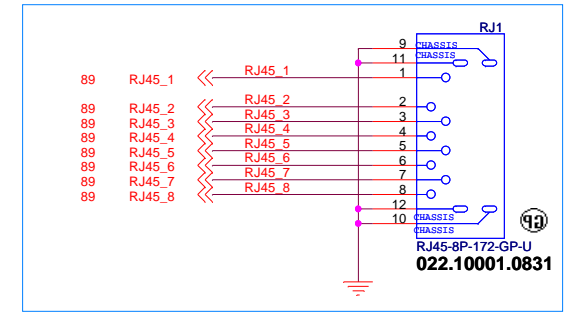 RJ1
9 CHASSIS
11 CHASSIS
89 RJ45_1 RJ45_1 1
89 RJ45_2 RJ45_2 2
89 RJ45_3 RJ45_3 3
89 RJ45_4 RJ45_4 4
89 RJ45_5 RJ45_5 5
89 RJ45_6 RJ45_6 6
89 RJ45_7 RJ45_7 7
89 RJ45_8 RJ45_8 8
12
10 CHASSIS
CHASSIS
RJ45-8P-172-GP-U
022.10001.0831